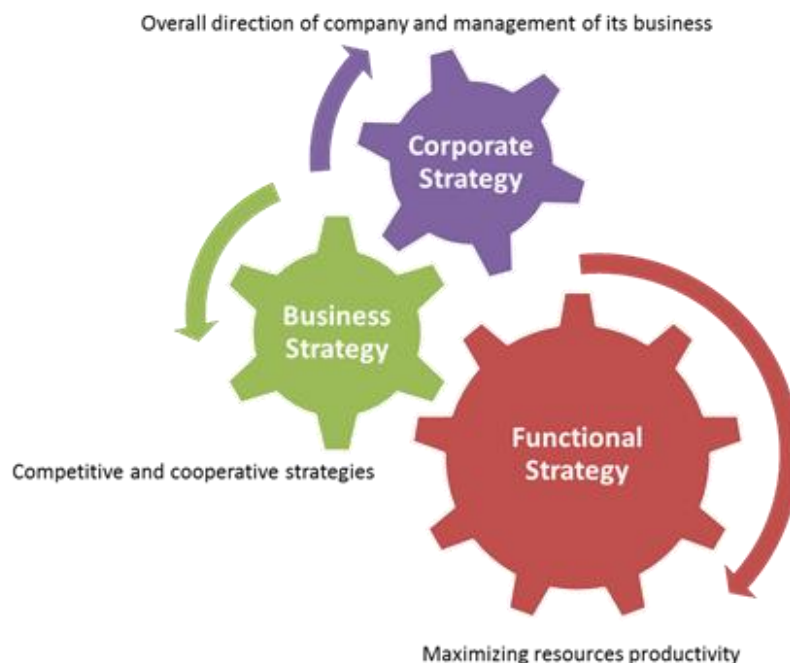 Overall direction of company and management of its business
Corporate
Strategy
Business
Strategy
Functional
Strategy
Competitive and cooperative strategies
Maximizing resources productivity